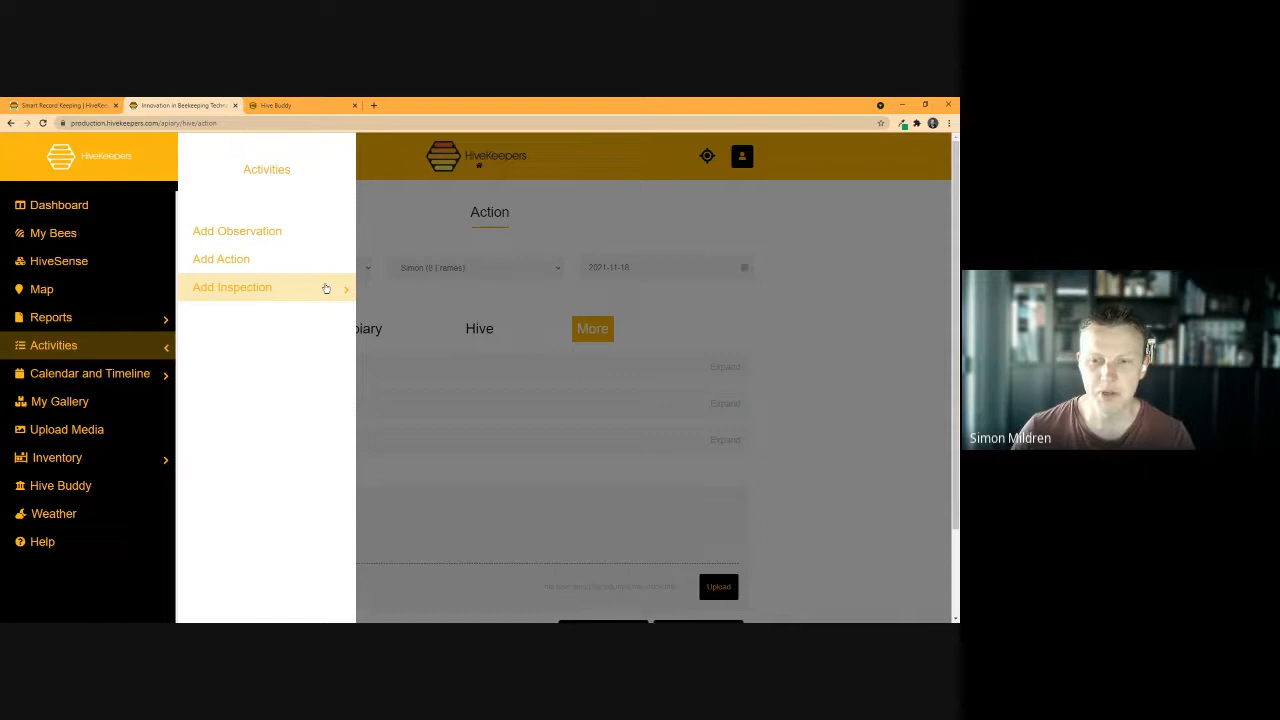 Smart Record Keeping | HiveKee
Innovation in Beekeeping Techn
Hive Buddy
production.hivekeepers.com/apiary/hive/action
HiveKeepers
Dashboard
My Bees
HiveSense
Map
Reports
Activities
Calendar and Timeline
My Gallery
Upload Media
Inventory
Hive Buddy
Weather
Help
Activities
Add Observation
Add Action
Add Inspection
HiveKeepers
Action
Simon (8 Frames)
2021-11-18
piary
Hive
More
Expand
Expand
Expand
Upload
Simon Mildren